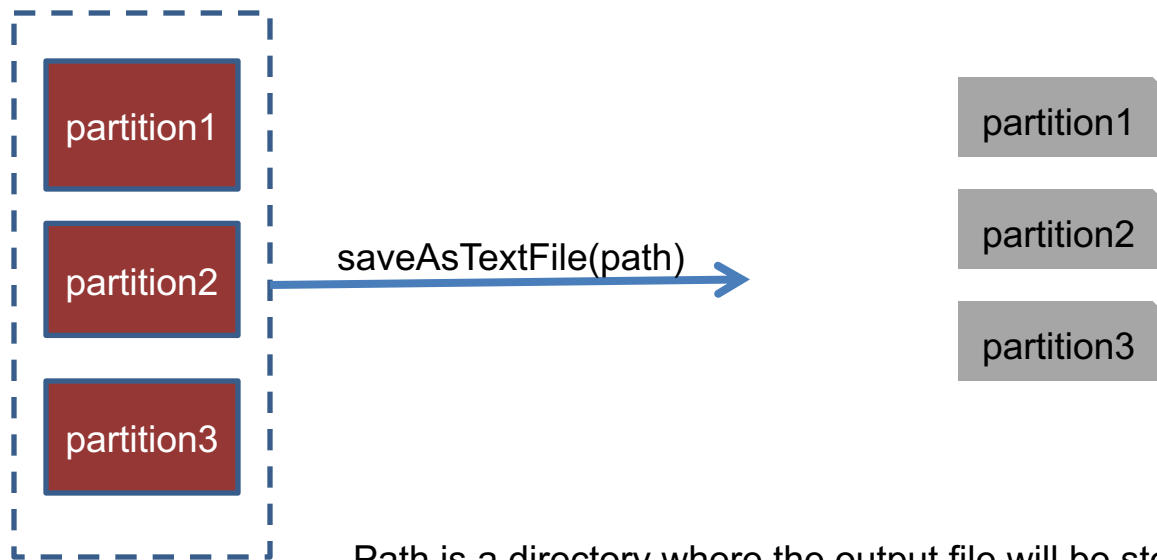 partition1
partition2
partition3
saveAsTextFile(path)
partition1
partition2
partition3
Path is a directory where the output file will be